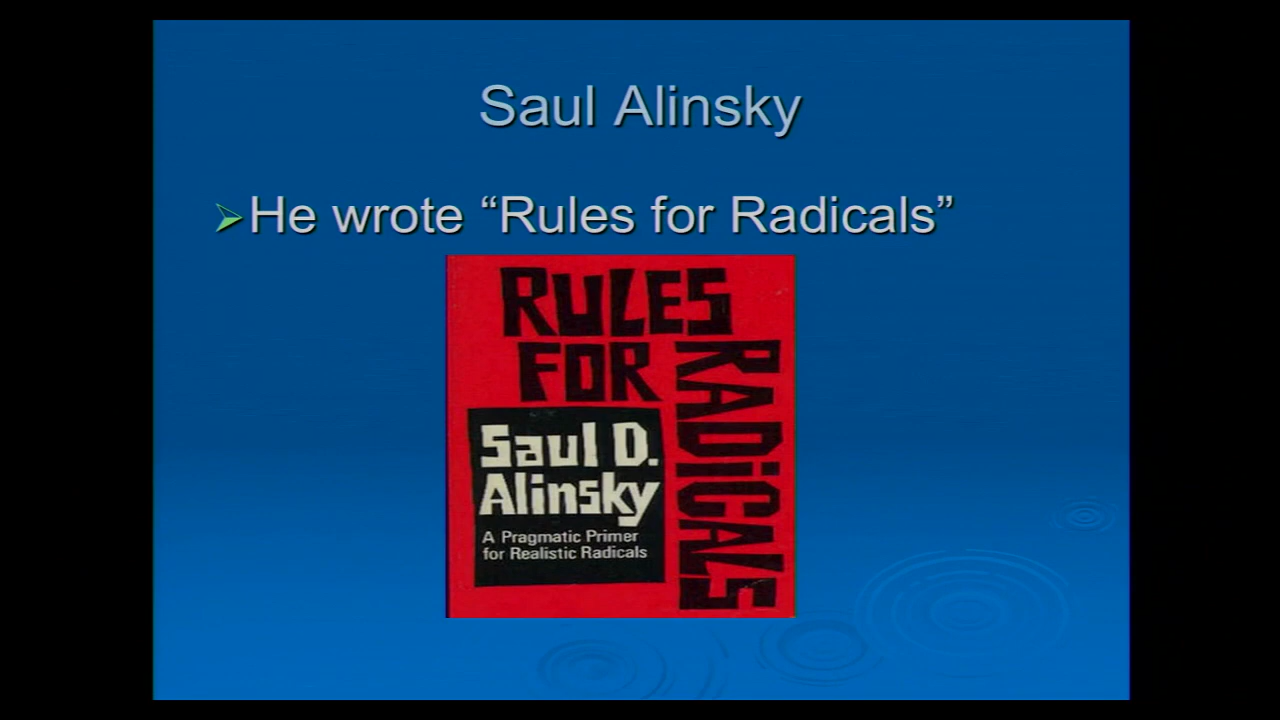 Saul Alinsky
He wrote “Rules for Radicals”
RULES
FOR
RADiCALS
Saul D.
Alinsky
A Pragmatic Primer
for Realistic Radicals